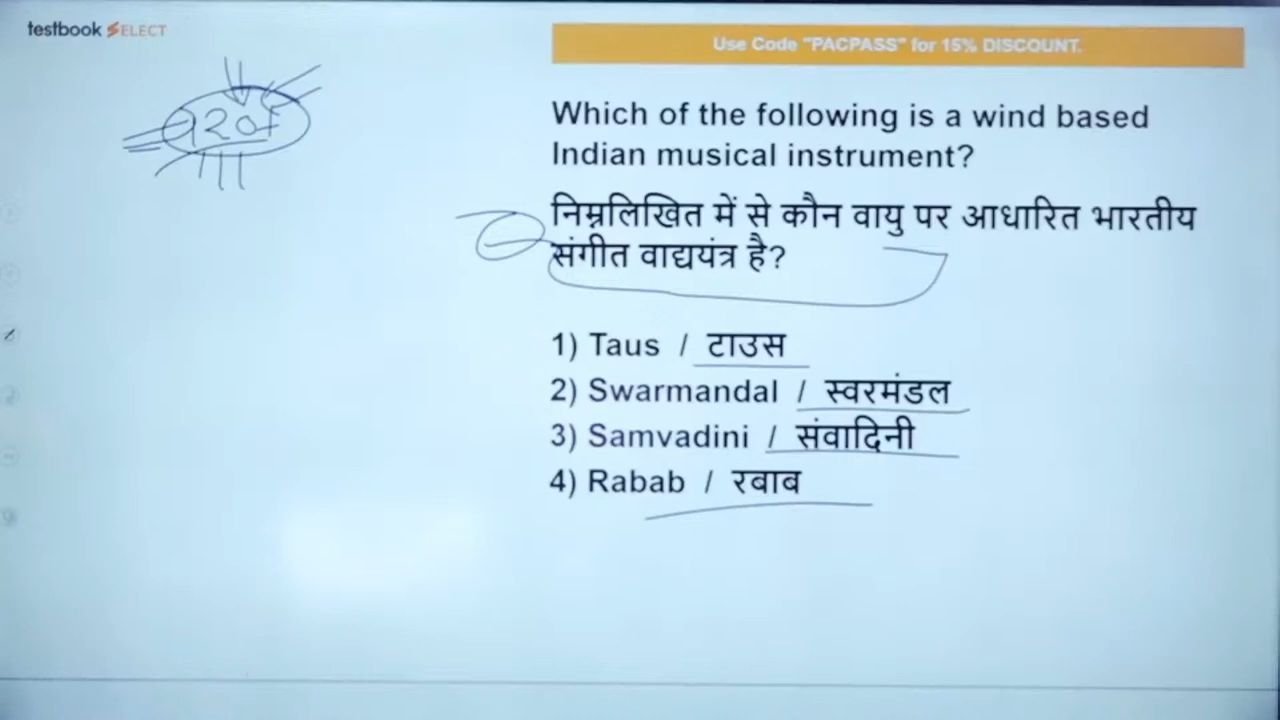 testbook SELECT
Use Code "PACPASS" for 15% DISCOUNT.
Which of the following is a wind based
Indian musical instrument?
निम्नलिखित में से कौन वायु पर आधारित भारतीय
संगीत वाद्ययंत्र है?
1) Taus / टाउस
2) Swarmandal / स्वरमंडल
3) Samvadini / संवादिनी
4) Rabab / रबाब